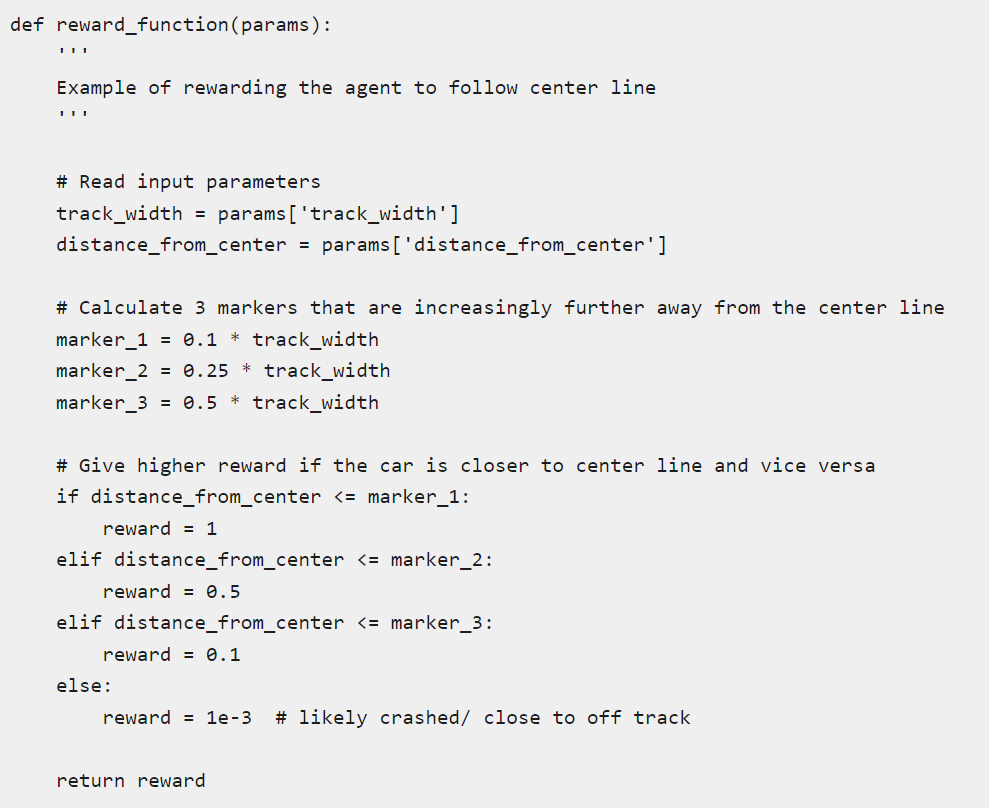 def reward_function(params):
    '''
    Example of rewarding the agent to follow center line
    '''

    # Read input parameters
    track_width = params['track_width']
    distance_from_center = params['distance_from_center']

    # Calculate 3 markers that are increasingly further away from the center line
    marker_1 = 0.1 * track_width
    marker_2 = 0.25 * track_width
    marker_3 = 0.5 * track_width

    # Give higher reward if the car is closer to center line and vice versa
    if distance_from_center <= marker_1:
        reward = 1
    elif distance_from_center <= marker_2:
        reward = 0.5
    elif distance_from_center <= marker_3:
        reward = 0.1
    else:
        reward = 1e-3  # likely crashed/ close to off track

    return reward